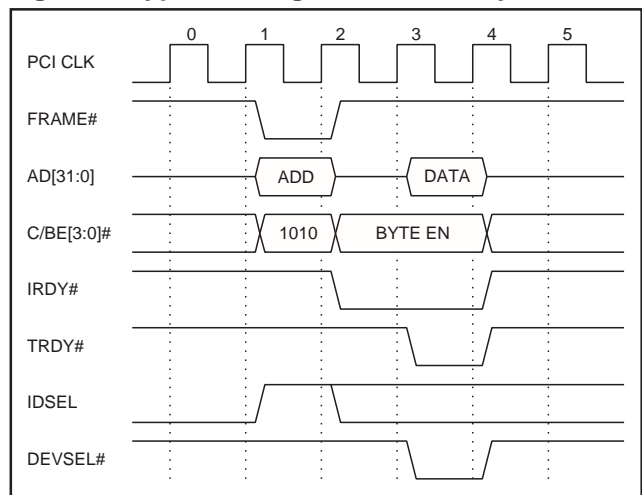 0 1 2 3 4 5
PCI CLK
FRAME#
AD[31:0] ADD DATA
C/BE[3:0]# 1010 BYTE EN
IRDY#
TRDY#
IDSEL
DEVSEL#